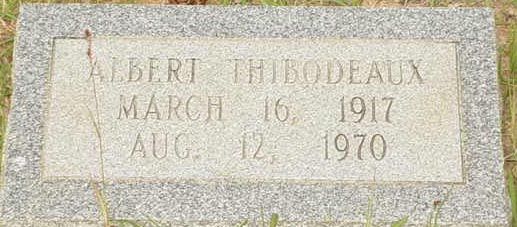 ALBERT THIBODEAUX
MARCH 16, 1917
AUG. 12, 1970